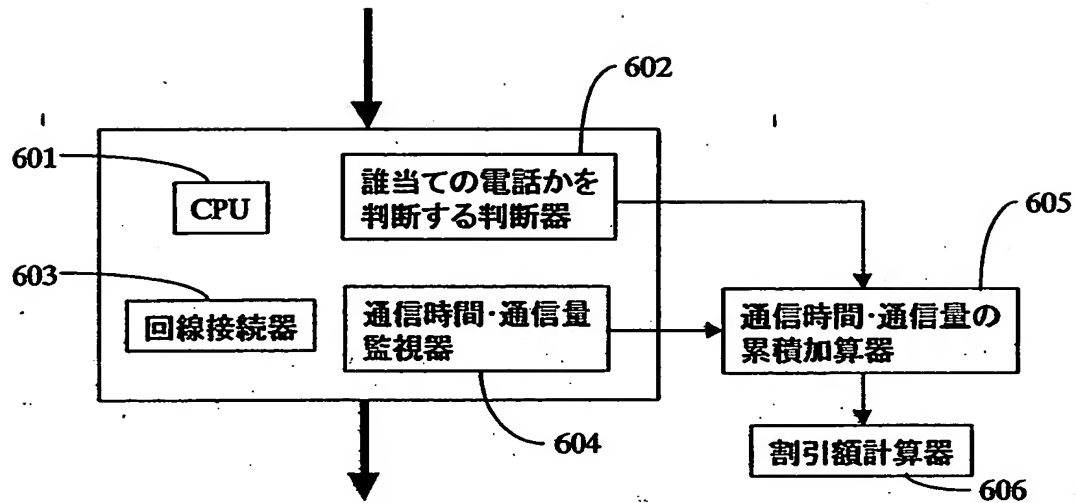 602
601
CPU
誰当ての電話かを
判断する判断器
605
603
回線接続器
通信時間・通信量
監視器
通信時間・通信量の
累積加算器
604
割引額計算器
606